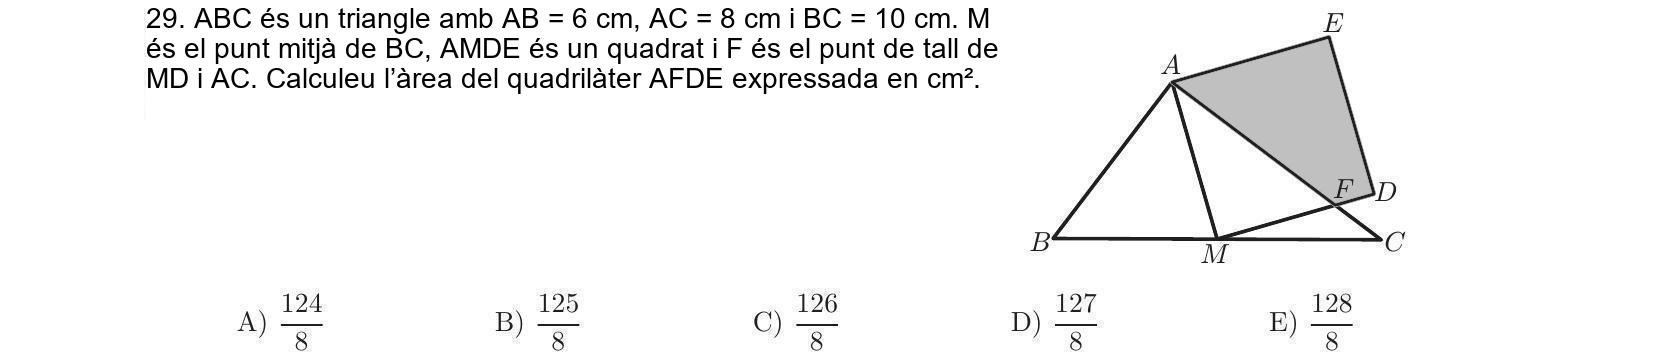 29. ABC és un triangle amb AB = 6 cm, AC = 8 cm i BC = 10 cm. M
és el punt mitjà de BC, AMDE és un quadrat i F és el punt de tall de
MD i AC. Calculeu l’àrea del quadrilàter AFDE expressada en cm².
E
A
F D
B M C
A) 124/8 B) 125/8 C) 126/8 D) 127/8 E) 128/8